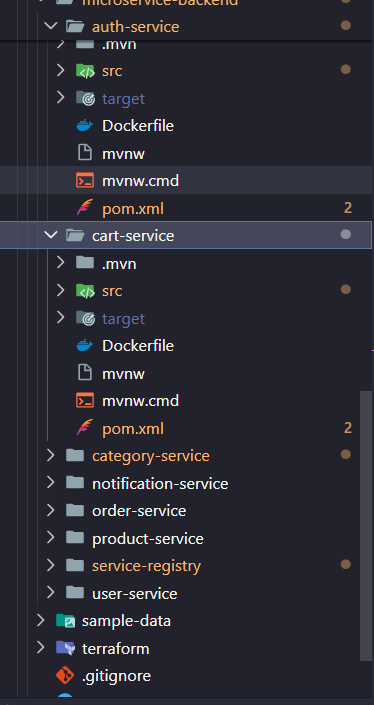 microservice-backend
auth-service
.mvn
src
target
Dockerfile
mvnw
mvnw.cmd
pom.xml 2
cart-service
.mvn
src
target
Dockerfile
mvnw
mvnw.cmd
pom.xml 2
category-service
notification-service
order-service
product-service
service-registry
user-service
sample-data
terraform
.gitignore